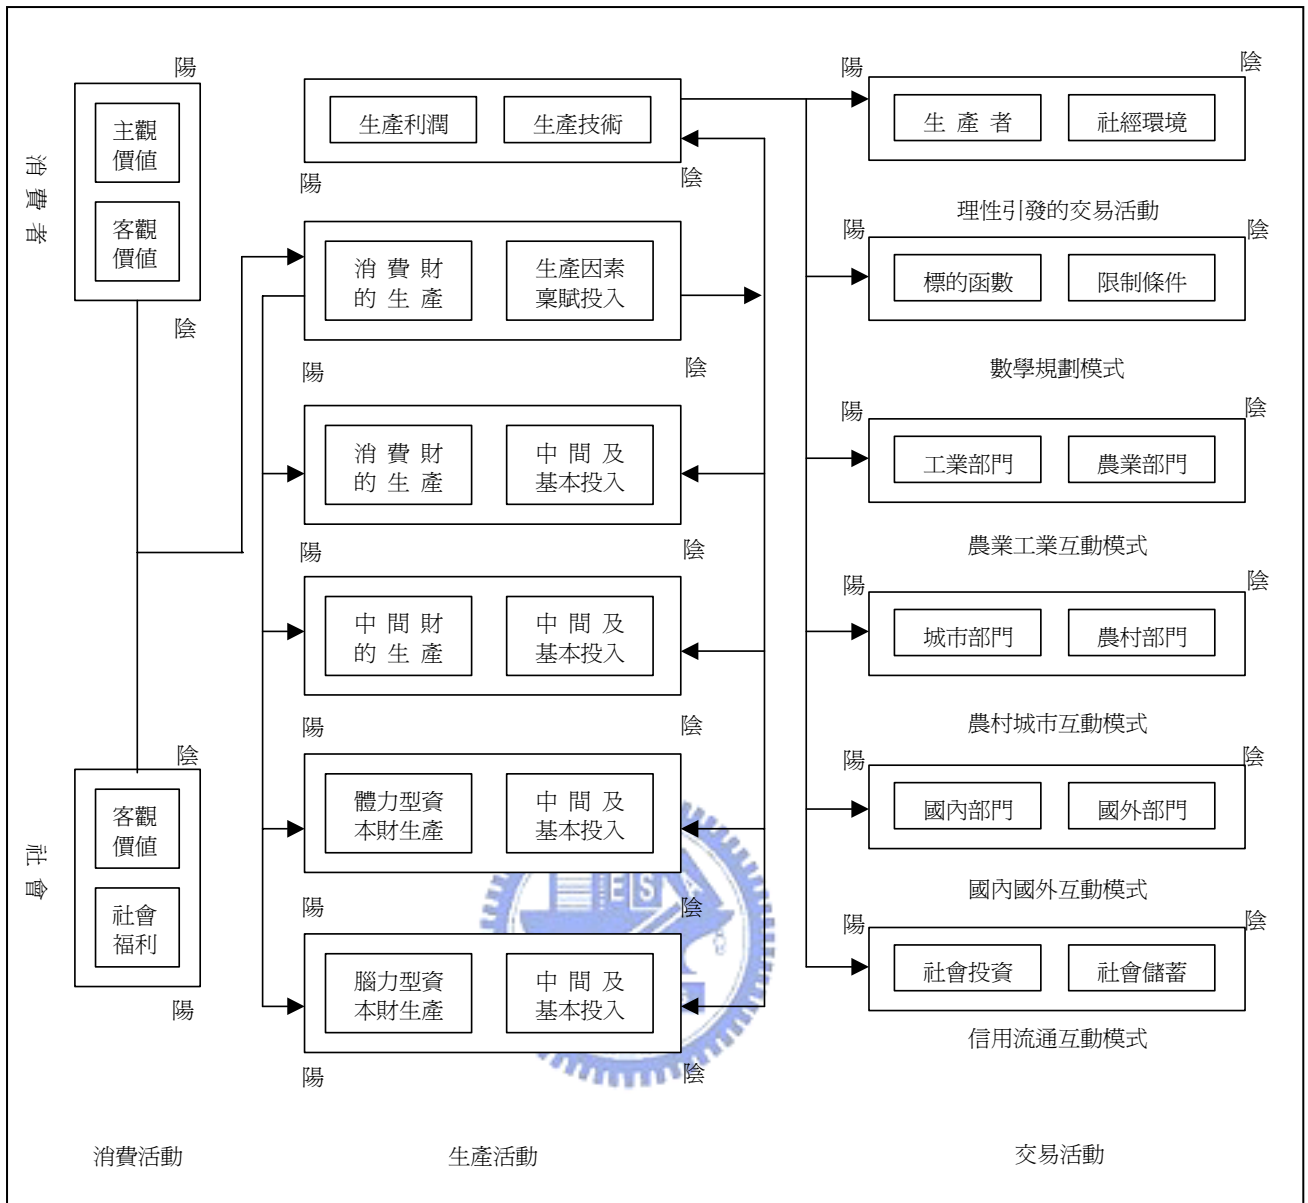 陽
主觀
價值
客觀
價值
陰
消費者
陰
客觀
價值
社會
福利
陽
社會
消費活動
生產利潤
生產技術
陽
陰
消 費 財
的 生 產
生產因素
稟賦投入
陽
陰
消 費 財
的 生 產
中 間 及
基本投入
陽
陰
中 間 財
的 生 產
中 間 及
基本投入
陽
陰
體力型資
本財生產
中 間 及
基本投入
陽
陰
腦力型資
本財生產
中 間 及
基本投入
陽
陰
生產活動
陽
陰
生 產 者
社經環境
理性引發的交易活動
陽
陰
標的函數
限制條件
數學規劃模式
陽
陰
工業部門
農業部門
農業工業互動模式
陽
陰
城市部門
農村部門
農村城市互動模式
陽
陰
國內部門
國外部門
國內國外互動模式
陽
陰
社會投資
社會儲蓄
信用流通互動模式
交易活動
ES